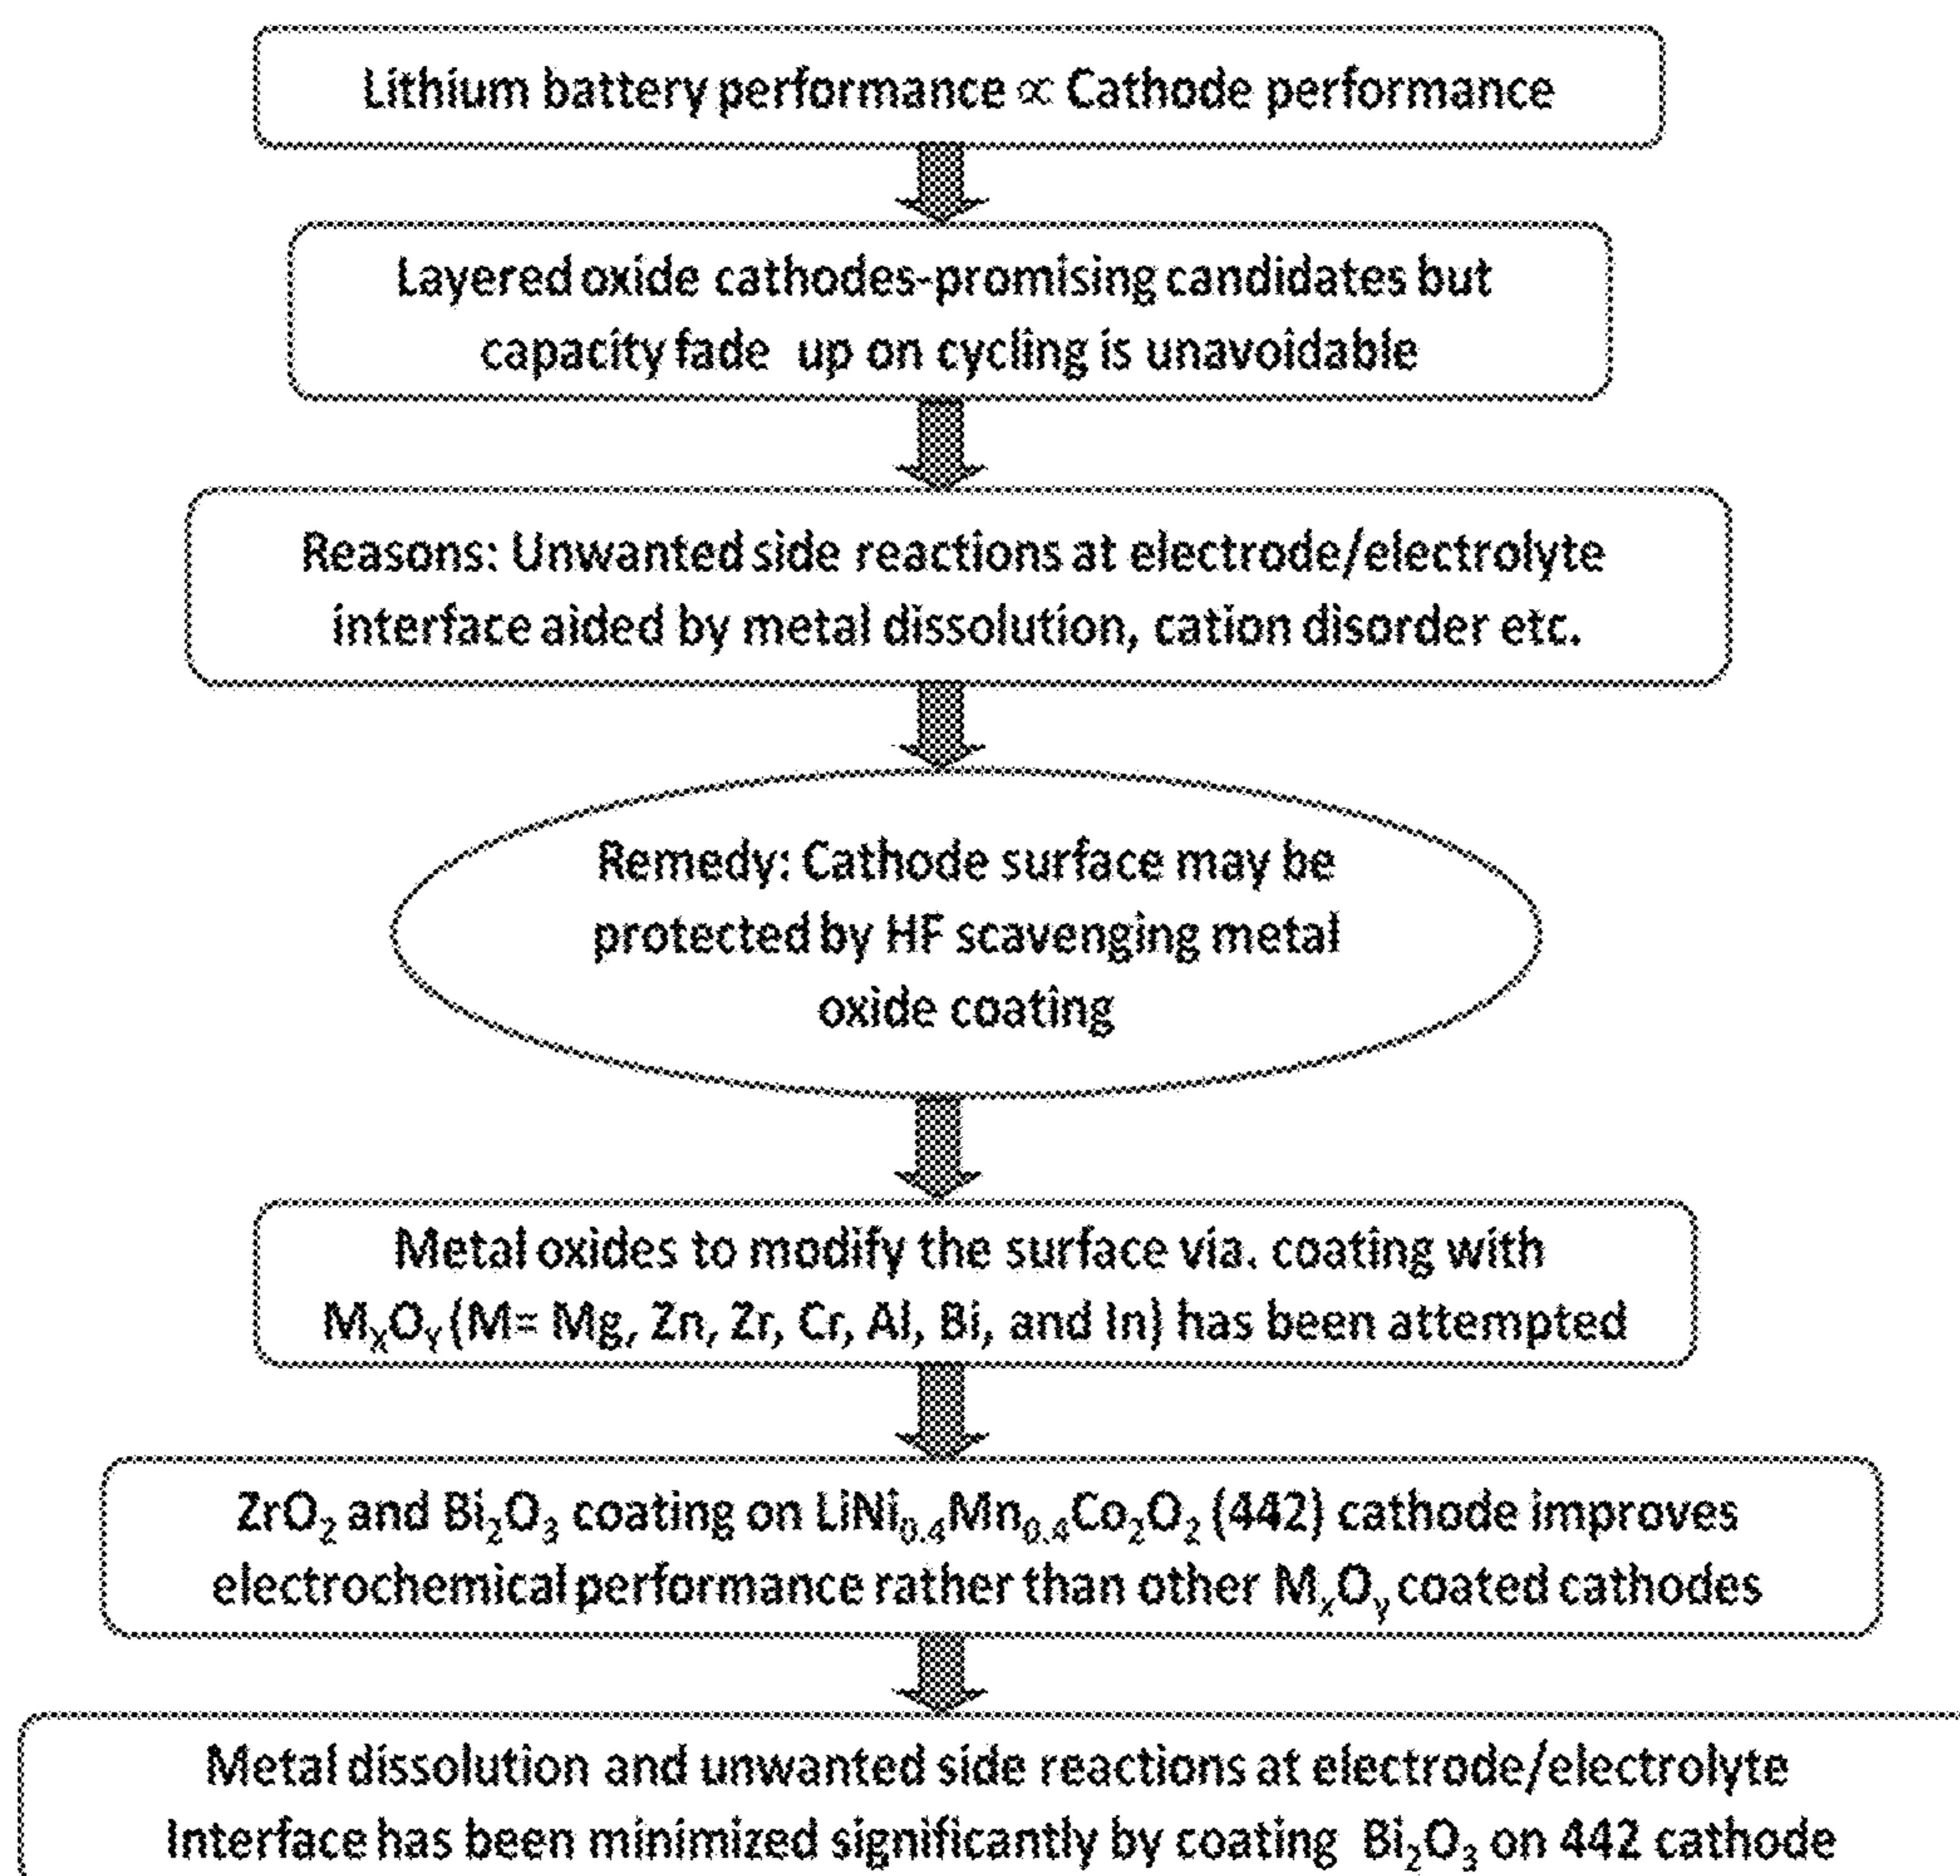 Lithium battery performance ∝ Cathode performance
Layered oxide cathodes-promising candidates but
capacity fade up on cycling is unavoidable
Reasons: Unwanted side reactions at electrode/electrolyte
interface aided by metal dissolution, cation disorder etc.
Remedy: Cathode surface may be
protected by HF scavenging metal
oxide coating
Metal oxides to modify the surface via. coating with
MₓOᵧ (M= Mg, Zn, Zr, Cr, Al, Bi, and In) has been attempted
ZrO₂ and Bi₂O₃ coating on LiNi₀.₄Mn₀.₄Co₂O₂ (442) cathode improves
electrochemical performance rather than other MₓOᵧ coated cathodes
Metal dissolution and unwanted side reactions at electrode/electrolyte
Interface has been minimized significantly by coating Bi₂O₃ on 442 cathode